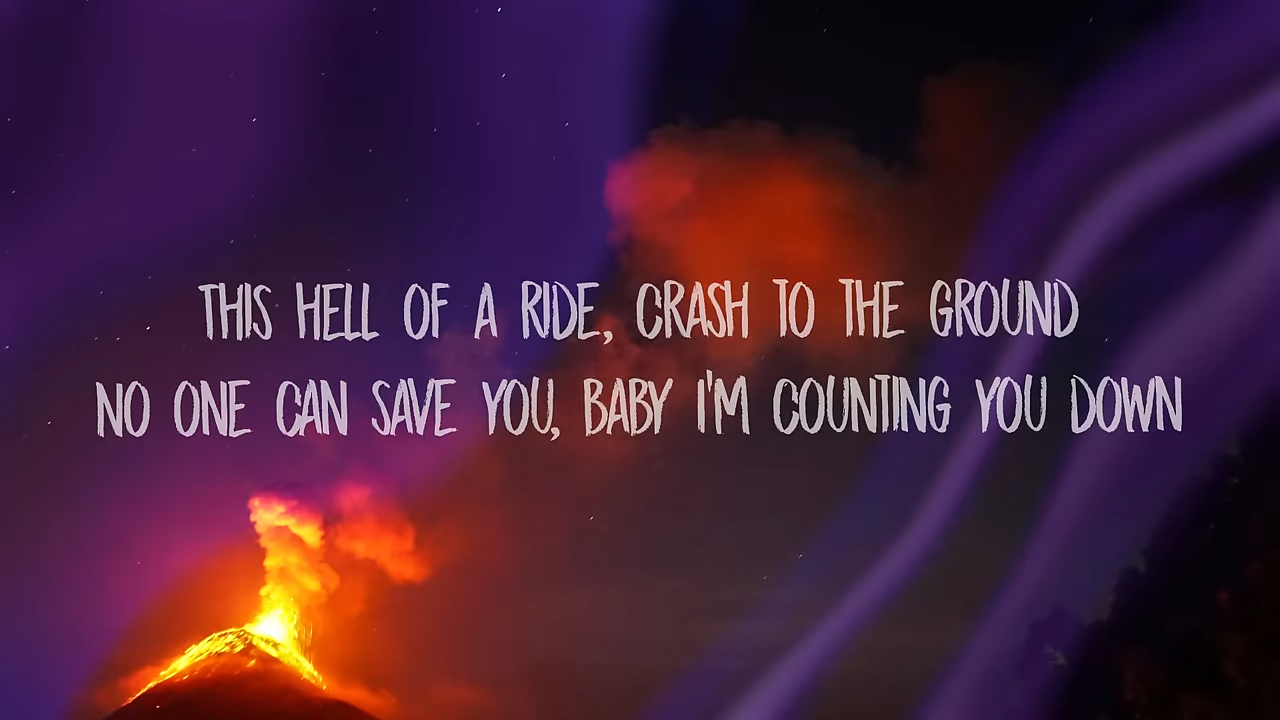 THIS HELL OF A RIDE, CRASH TO THE GROUND
NO ONE CAN SAVE YOU, BABY I'M COUNTING YOU DOWN